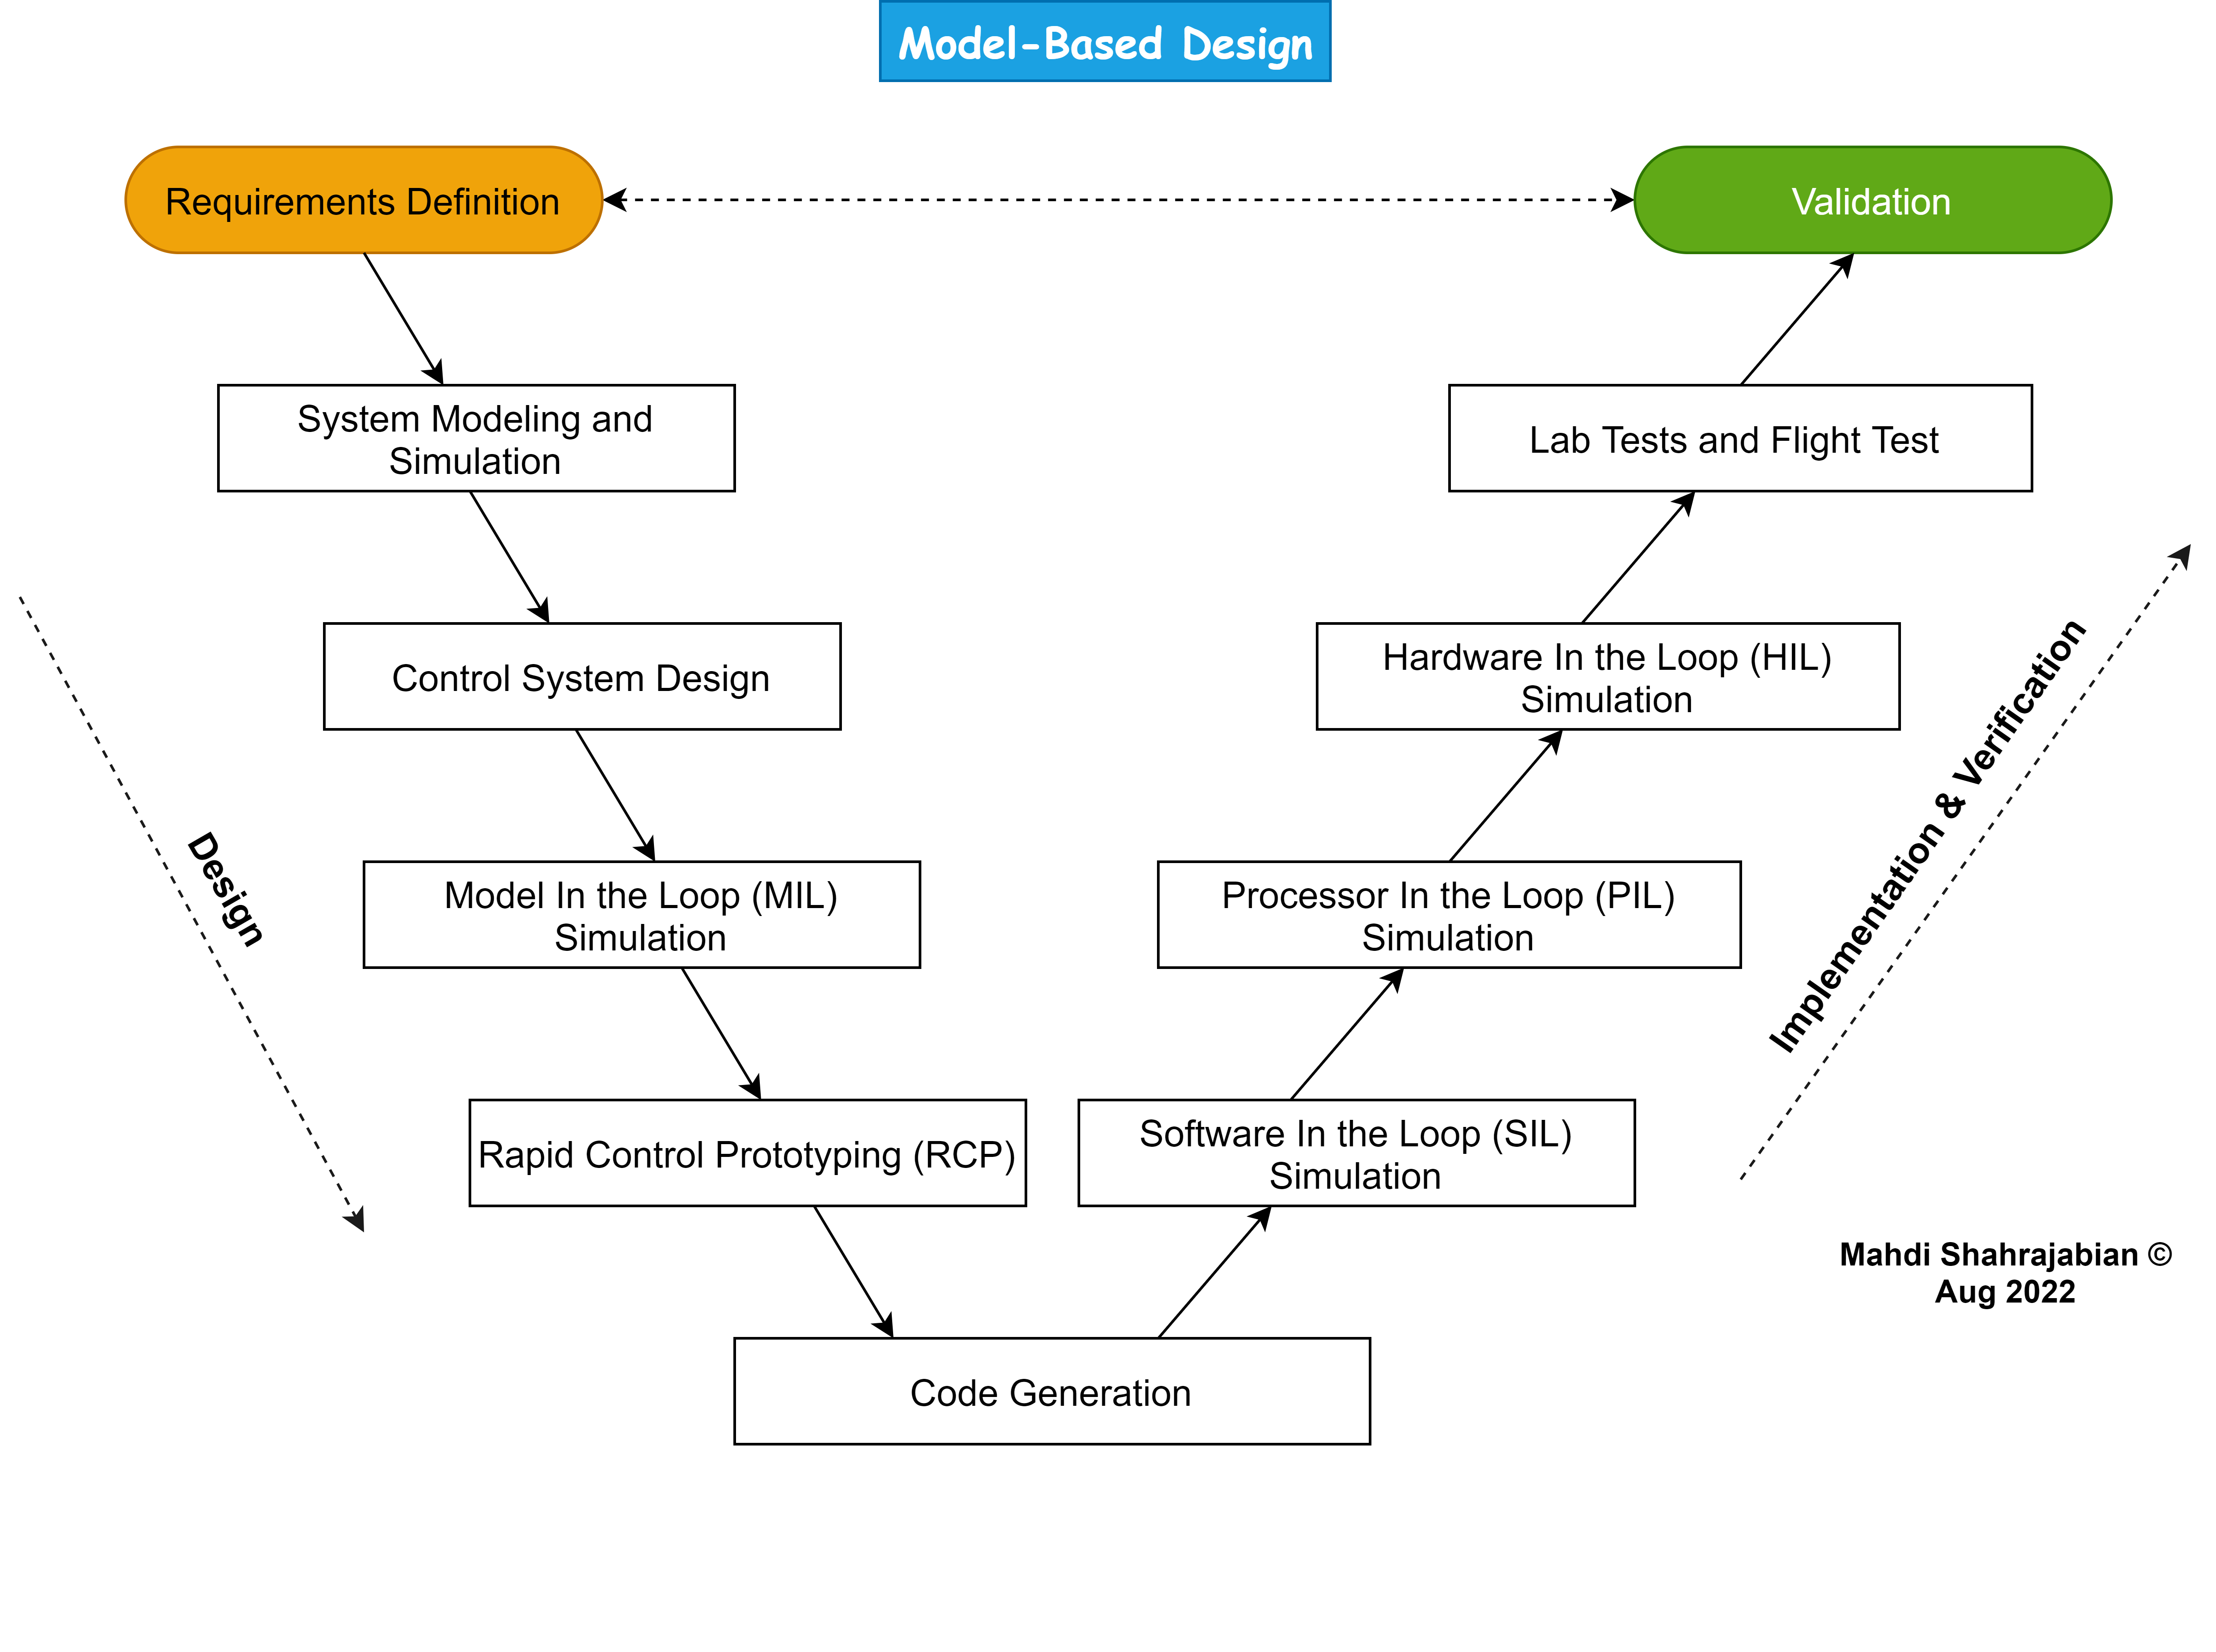 Model-Based Design
Requirements Definition
Validation
System Modeling and
Simulation
Lab Tests and Flight Test
Control System Design
Hardware In the Loop (HIL)
Simulation
Design
Model In the Loop (MIL)
Simulation
Processor In the Loop (PIL)
Simulation
Implementation & Verification
Rapid Control Prototyping (RCP)
Software In the Loop (SIL)
Simulation
Code Generation
Mahdi Shahrajabian ©
Aug 2022